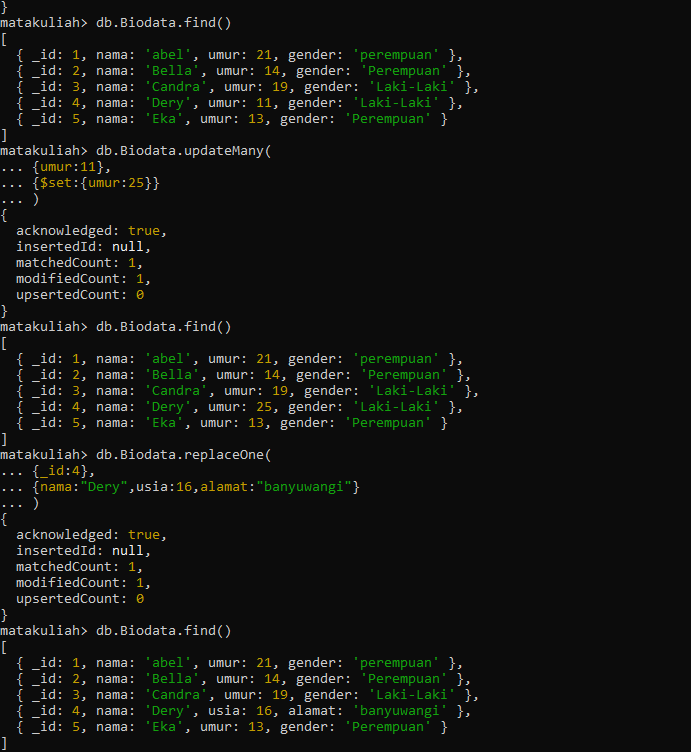 }
matakuliah> db.Biodata.find()
[
  { _id: 1, nama: 'abel', umur: 21, gender: 'perempuan' },
  { _id: 2, nama: 'Bella', umur: 14, gender: 'Perempuan' },
  { _id: 3, nama: 'Candra', umur: 19, gender: 'Laki-Laki' },
  { _id: 4, nama: 'Dery', umur: 11, gender: 'Laki-Laki' },
  { _id: 5, nama: 'Eka', umur: 13, gender: 'Perempuan' }
]
matakuliah> db.Biodata.updateMany(
... {umur:11},
... {$set:{umur:25}}
... )
{
  acknowledged: true,
  insertedId: null,
  matchedCount: 1,
  modifiedCount: 1,
  upsertedCount: 0
}
matakuliah> db.Biodata.find()
[
  { _id: 1, nama: 'abel', umur: 21, gender: 'perempuan' },
  { _id: 2, nama: 'Bella', umur: 14, gender: 'Perempuan' },
  { _id: 3, nama: 'Candra', umur: 19, gender: 'Laki-Laki' },
  { _id: 4, nama: 'Dery', umur: 25, gender: 'Laki-Laki' },
  { _id: 5, nama: 'Eka', umur: 13, gender: 'Perempuan' }
]
matakuliah> db.Biodata.replaceOne(
... {_id:4},
... {nama:"Dery",usia:16,alamat:"banyuwangi"}
... )
{
  acknowledged: true,
  insertedId: null,
  matchedCount: 1,
  modifiedCount: 1,
  upsertedCount: 0
}
matakuliah> db.Biodata.find()
[
  { _id: 1, nama: 'abel', umur: 21, gender: 'perempuan' },
  { _id: 2, nama: 'Bella', umur: 14, gender: 'Perempuan' },
  { _id: 3, nama: 'Candra', umur: 19, gender: 'Laki-Laki' },
  { _id: 4, nama: 'Dery', usia: 16, alamat: 'banyuwangi' },
  { _id: 5, nama: 'Eka', umur: 13, gender: 'Perempuan' }
]